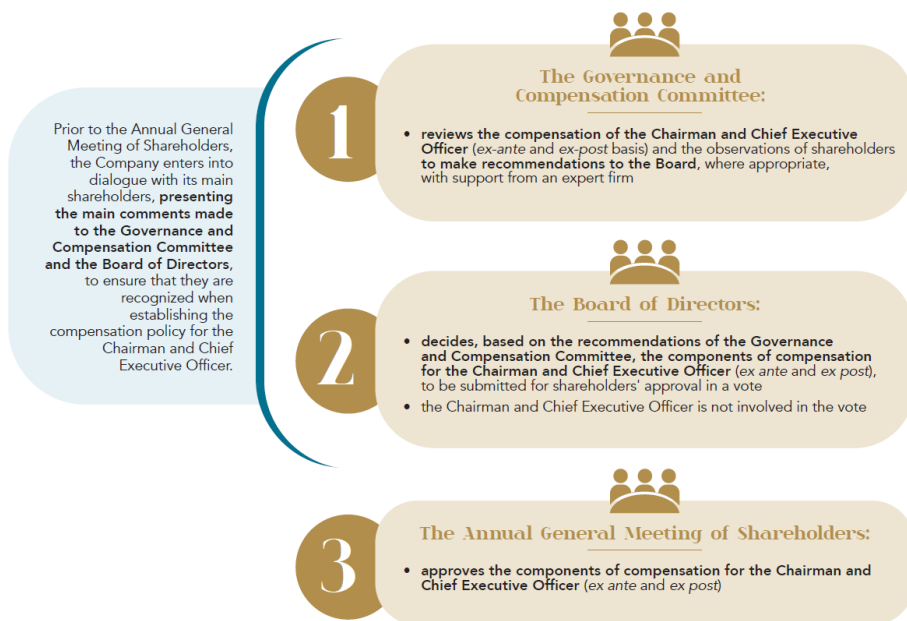 Prior to the Annual General
Meeting of Shareholders,
the Company enters into
dialogue with its main
shareholders, presenting
the main comments made
to the Governance and
Compensation Committee
and the Board of Directors,
to ensure that they are
recognized when
establishing the
compensation policy for the
Chairman and Chief
Executive Officer.
1
The Governance and
Compensation Committee:
• reviews the compensation of the Chairman and Chief Executive
Officer (ex-ante and ex-post basis) and the observations of shareholders
to make recommendations to the Board, where appropriate,
with support from an expert firm
2
The Board of Directors:
• decides, based on the recommendations of the Governance
and Compensation Committee, the components of compensation
for the Chairman and Chief Executive Officer (ex ante and ex post),
to be submitted for shareholders' approval in a vote
• the Chairman and Chief Executive Officer is not involved in the vote
3
The Annual General Meeting of Shareholders:
• approves the components of compensation for the Chairman and
Chief Executive Officer (ex ante and ex post)